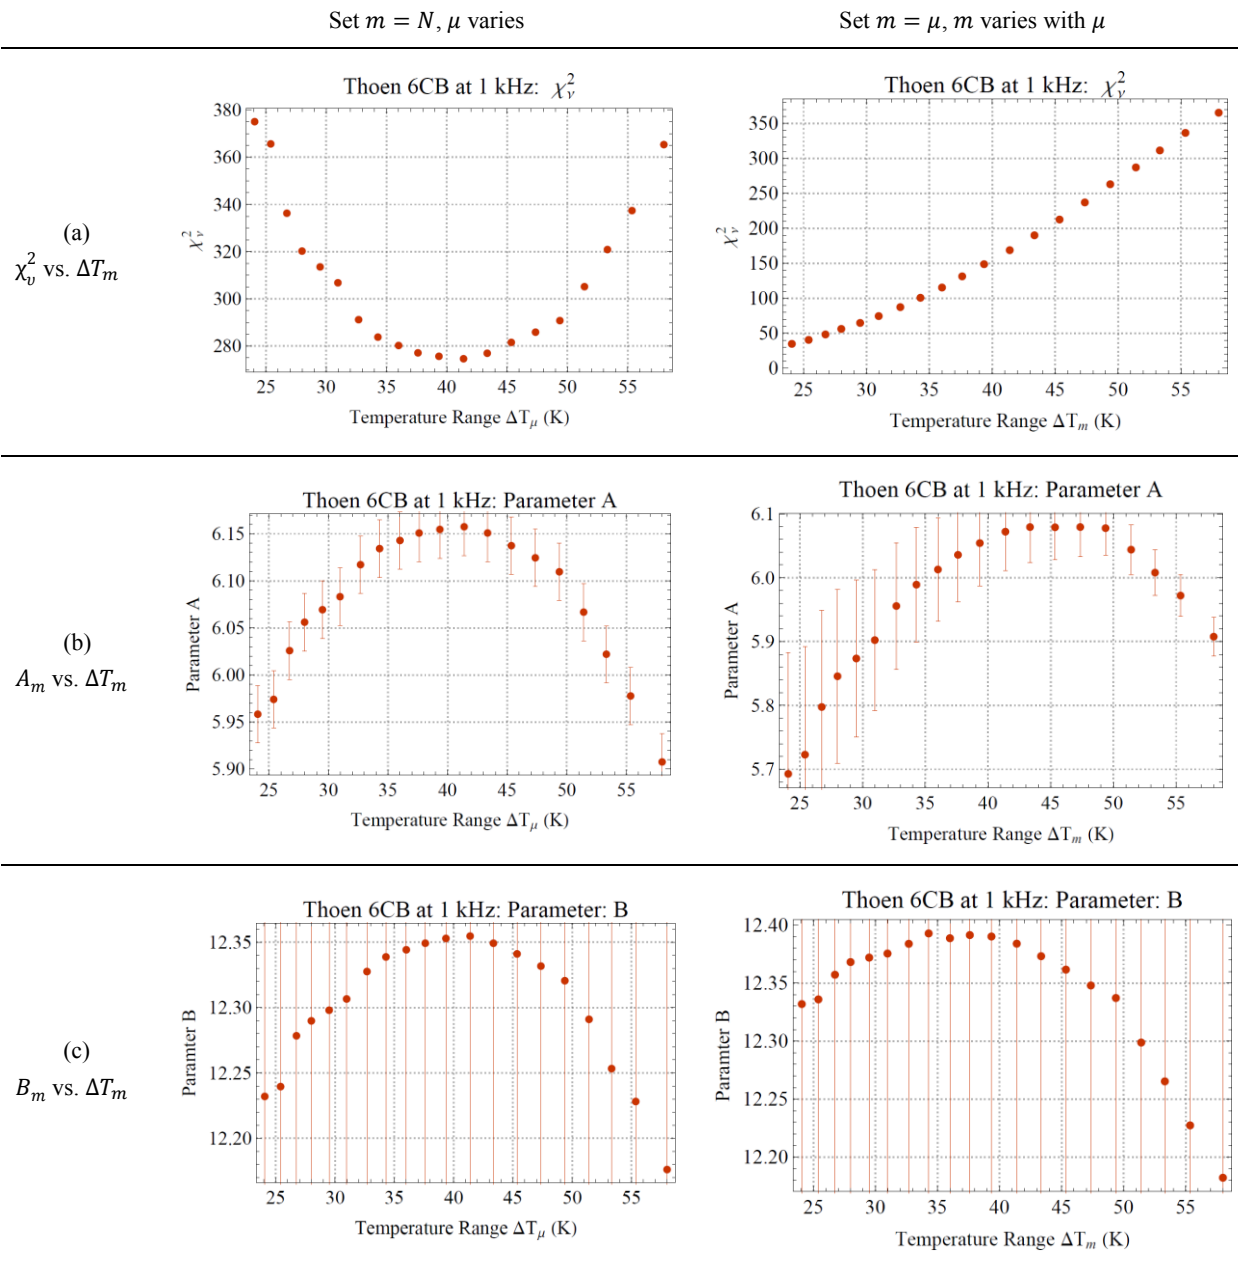 Set m = N, μ varies
Set m = μ, m varies with μ
(a)
χ²ᵥ vs. ΔTₘ
Thoen 6CB at 1 kHz: χ²ᵥ
380
360
340
320
300
280
χ²ᵥ
25 30 35 40 45 50 55
Temperature Range ΔT_μ (K)
Thoen 6CB at 1 kHz: χ²ᵥ
350
300
250
200
150
100
50
0
χ²ᵥ
25 30 35 40 45 50 55
Temperature Range ΔTₘ (K)
(b)
Aₘ vs. ΔTₘ
Thoen 6CB at 1 kHz: Parameter A
6.15
6.10
6.05
6.00
5.95
5.90
Parameter A
25 30 35 40 45 50 55
Temperature Range ΔT_μ (K)
Thoen 6CB at 1 kHz: Parameter A
6.1
6.0
5.9
5.8
5.7
Parameter A
25 30 35 40 45 50 55
Temperature Range ΔTₘ (K)
(c)
Bₘ vs. ΔTₘ
Thoen 6CB at 1 kHz: Parameter: B
12.35
12.30
12.25
12.20
Paramter B
25 30 35 40 45 50 55
Temperature Range ΔT_μ (K)
Thoen 6CB at 1 kHz: Parameter: B
12.40
12.35
12.30
12.25
12.20
Paramter B
25 30 35 40 45 50 55
Temperature Range ΔTₘ (K)